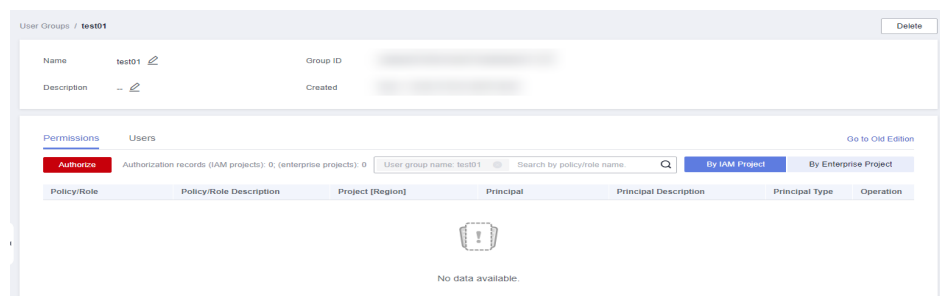 User Groups / test01 Delete
Name test01 Group ID
Description -- Created
Permissions Users Go to Old Edition
Authorize Authorization records (IAM projects): 0; (enterprise projects): 0 User group name: test01 Search by policy/role name. By IAM Project By Enterprise Project
Policy/Role Policy/Role Description Project [Region] Principal Principal Description Principal Type Operation
No data available.